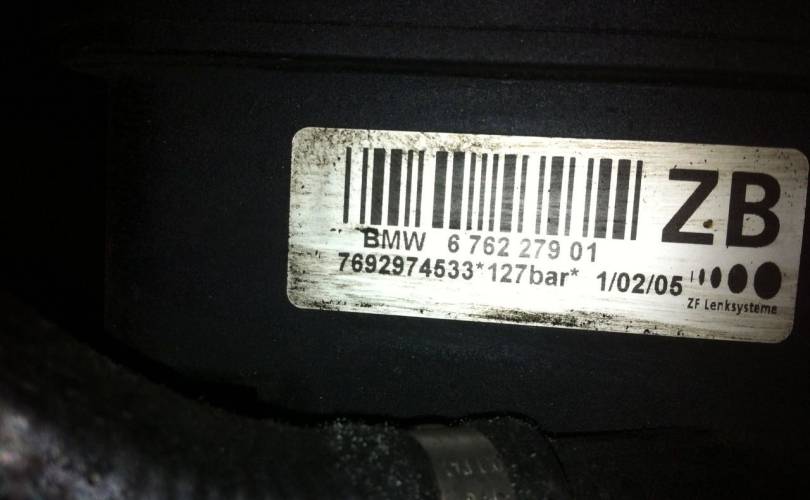 ZB
BMW 6 762 279 01
7692974533*127bar* 1/02/05
ZF Lenksysteme